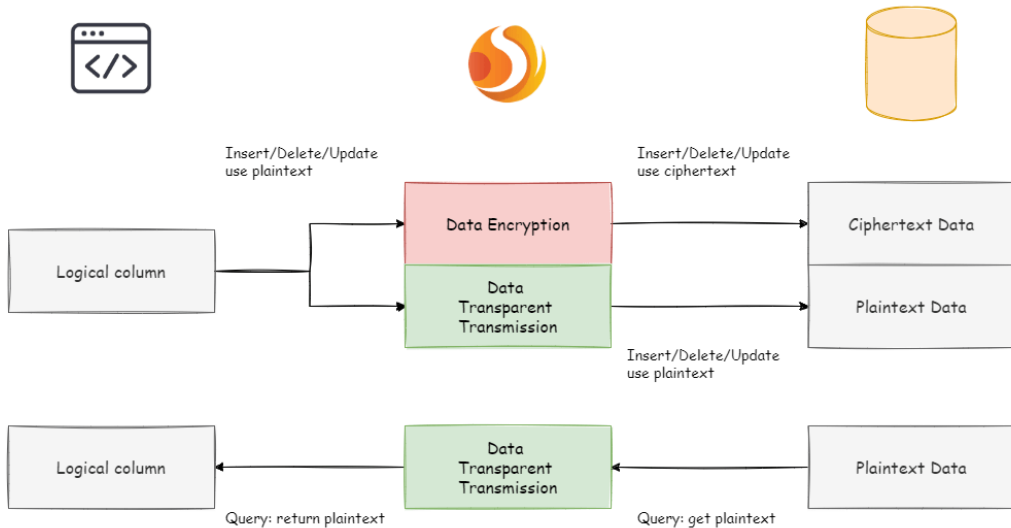 </>
Insert/Delete/Update
use plaintext
Insert/Delete/Update
use ciphertext
Logical column
Data Encryption
Ciphertext Data
Data
Transparent
Transmission
Plaintext Data
Insert/Delete/Update
use plaintext
Logical column
Data
Transparent
Transmission
Plaintext Data
Query: return plaintext
Query: get plaintext